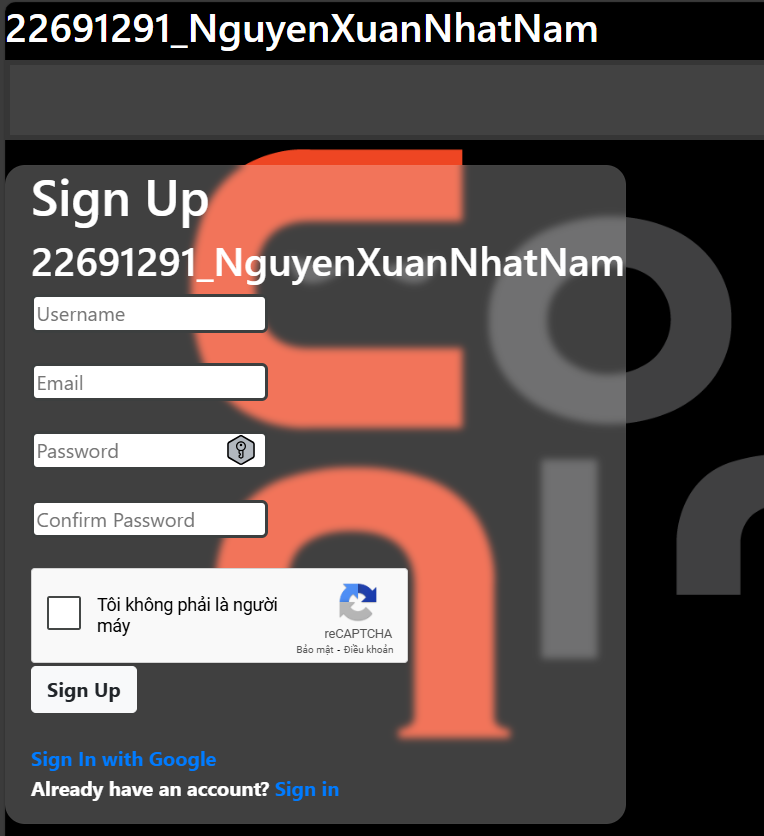 22691291_NguyenXuanNhatNam
Sign Up
22691291_NguyenXuanNhatNam
Username
Email
Password
Confirm Password
Tôi không phải là người
máy
reCAPTCHA
Bảo mật - Điều khoản
Sign Up
Sign In with Google
Already have an account? Sign in